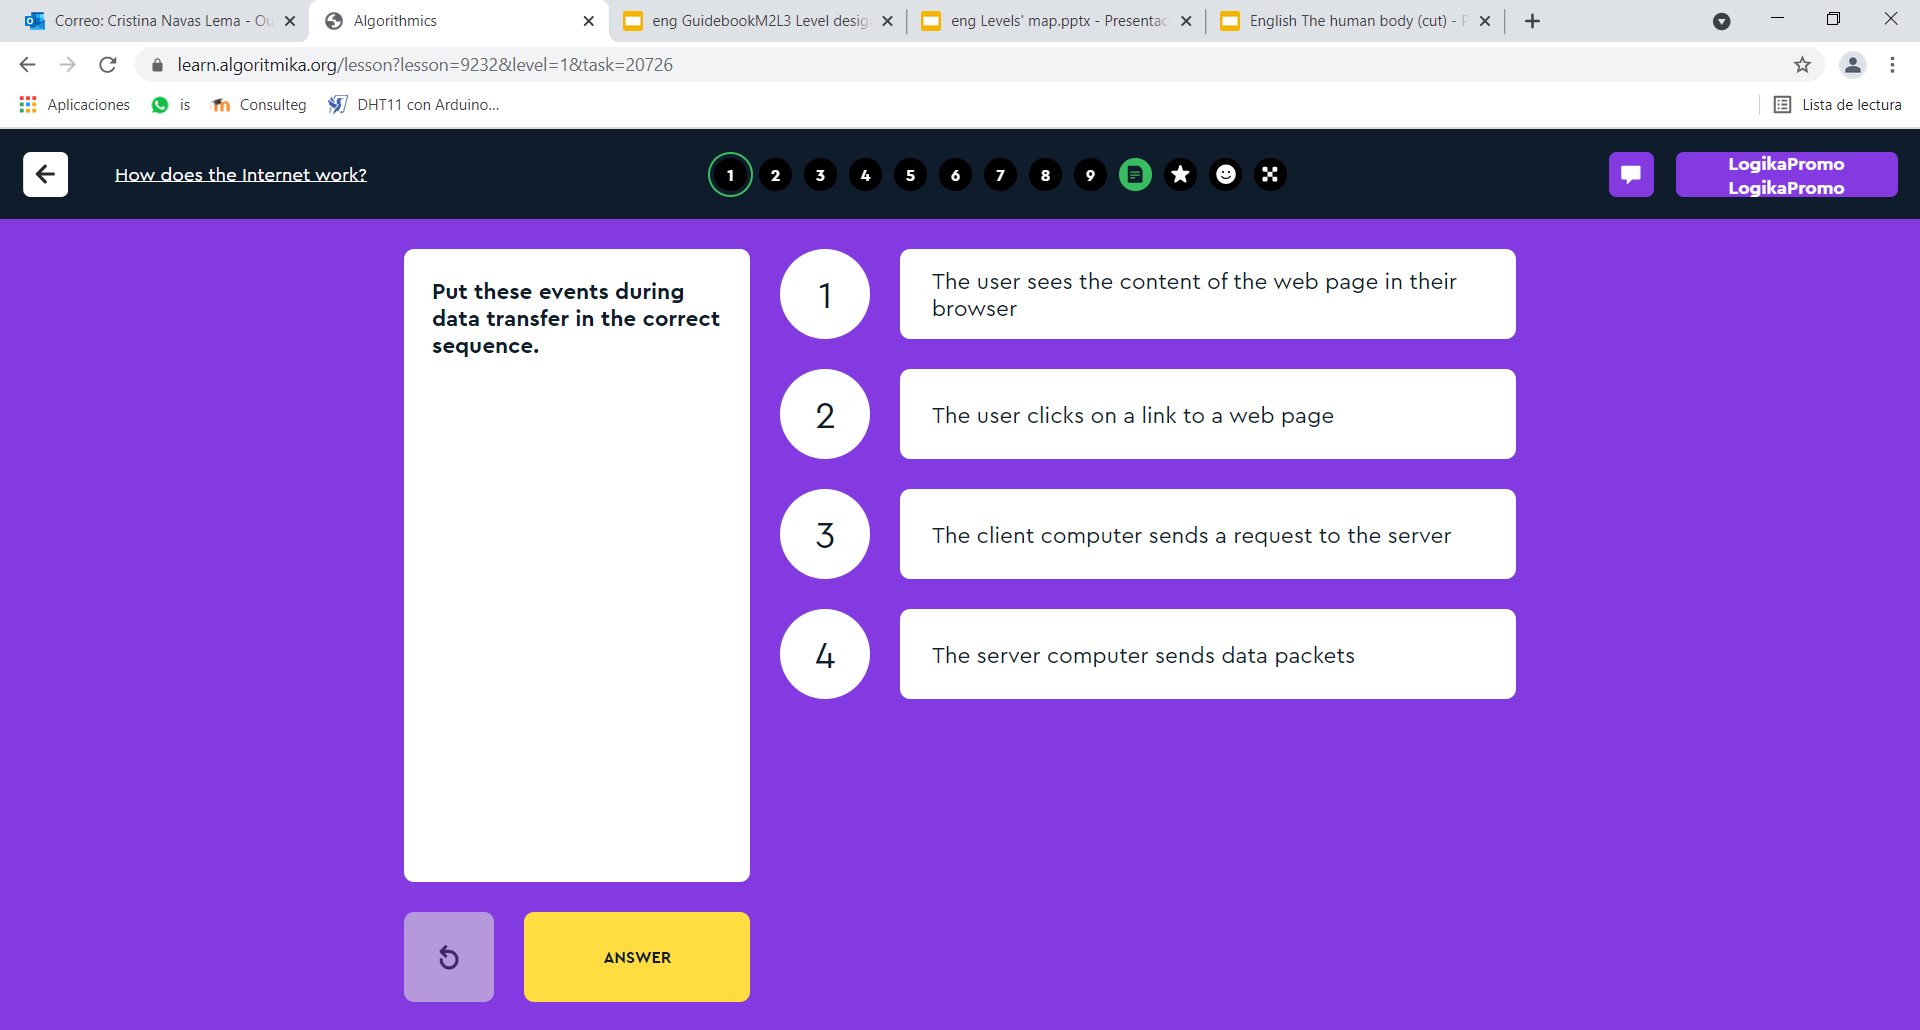 Correo: Cristina Navas Lema - Ou
Algorithmics
eng GuidebookM2L3 Level desig
eng Levels' map.pptx - Presentac
English The human body (cut) - P
learn.algoritmika.org/lesson?lesson=9232&level=1&task=20726
Aplicaciones
is
Consulteg
DHT11 con Arduino...
Lista de lectura
How does the Internet work?
1 2 3 4 5 6 7 8 9
LogikaPromo
LogikaPromo
Put these events during
data transfer in the correct
sequence.
1
The user sees the content of the web page in their
browser
2
The user clicks on a link to a web page
3
The client computer sends a request to the server
4
The server computer sends data packets
ANSWER